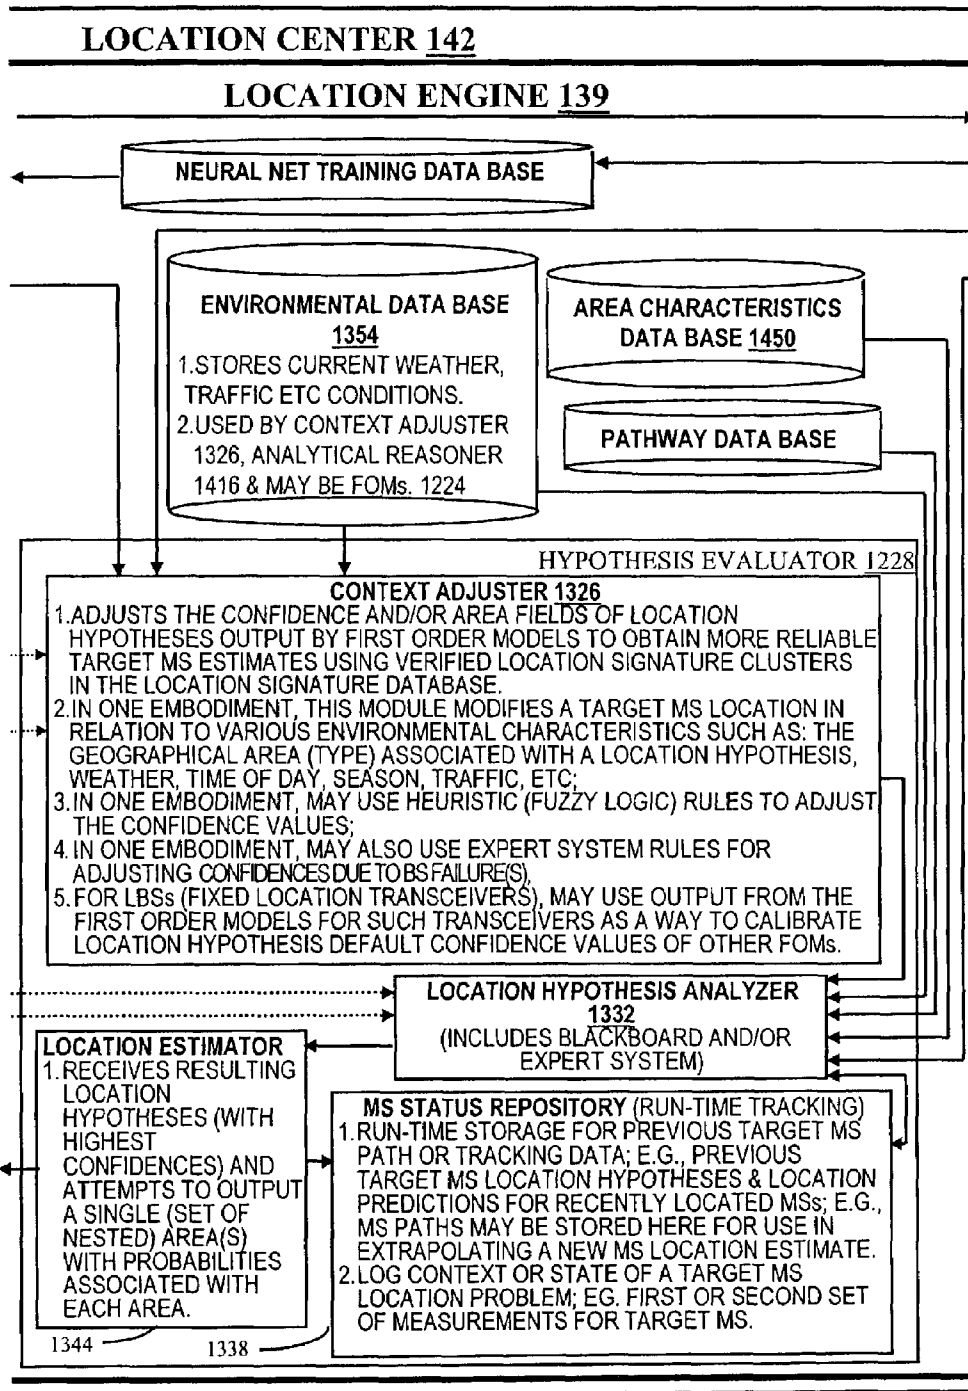 LOCATION CENTER 142
LOCATION ENGINE 139
NEURAL NET TRAINING DATA BASE
ENVIRONMENTAL DATA BASE
1354
1.STORES CURRENT WEATHER,
TRAFFIC ETC CONDITIONS.
2.USED BY CONTEXT ADJUSTER
1326, ANALYTICAL REASONER
1416 & MAY BE FOMs. 1224
AREA CHARACTERISTICS
DATA BASE 1450
PATHWAY DATA BASE
HYPOTHESIS EVALUATOR 1228
CONTEXT ADJUSTER 1326
1.ADJUSTS THE CONFIDENCE AND/OR AREA FIELDS OF LOCATION
HYPOTHESES OUTPUT BY FIRST ORDER MODELS TO OBTAIN MORE RELIABLE
TARGET MS ESTIMATES USING VERIFIED LOCATION SIGNATURE CLUSTERS
IN THE LOCATION SIGNATURE DATABASE.
2.IN ONE EMBODIMENT, THIS MODULE MODIFIES A TARGET MS LOCATION IN
RELATION TO VARIOUS ENVIRONMENTAL CHARACTERISTICS SUCH AS: THE
GEOGRAPHICAL AREA (TYPE) ASSOCIATED WITH A LOCATION HYPOTHESIS,
WEATHER, TIME OF DAY, SEASON, TRAFFIC, ETC;
3.IN ONE EMBODIMENT, MAY USE HEURISTIC (FUZZY LOGIC) RULES TO ADJUST
THE CONFIDENCE VALUES;
4.IN ONE EMBODIMENT, MAY ALSO USE EXPERT SYSTEM RULES FOR
ADJUSTING CONFIDENCES DUE TO BS FAILURE(S),
5.FOR LBSs (FIXED LOCATION TRANSCEIVERS), MAY USE OUTPUT FROM THE
FIRST ORDER MODELS FOR SUCH TRANSCEIVERS AS A WAY TO CALIBRATE
LOCATION HYPOTHESIS DEFAULT CONFIDENCE VALUES OF OTHER FOMs.
LOCATION HYPOTHESIS ANALYZER
1332
(INCLUDES BLACKBOARD AND/OR
EXPERT SYSTEM)
LOCATION ESTIMATOR
1.RECEIVES RESULTING
LOCATION
HYPOTHESES (WITH
HIGHEST
CONFIDENCES) AND
ATTEMPTS TO OUTPUT
A SINGLE (SET OF
NESTED) AREA(S)
WITH PROBABILITIES
ASSOCIATED WITH
EACH AREA.
1344
MS STATUS REPOSITORY (RUN-TIME TRACKING)
1.RUN-TIME STORAGE FOR PREVIOUS TARGET MS
PATH OR TRACKING DATA; E.G., PREVIOUS
TARGET MS LOCATION HYPOTHESES & LOCATION
PREDICTIONS FOR RECENTLY LOCATED MSs; E.G.,
MS PATHS MAY BE STORED HERE FOR USE IN
EXTRAPOLATING A NEW MS LOCATION ESTIMATE.
2.LOG CONTEXT OR STATE OF A TARGET MS
LOCATION PROBLEM; EG. FIRST OR SECOND SET
OF MEASUREMENTS FOR TARGET MS.
1338